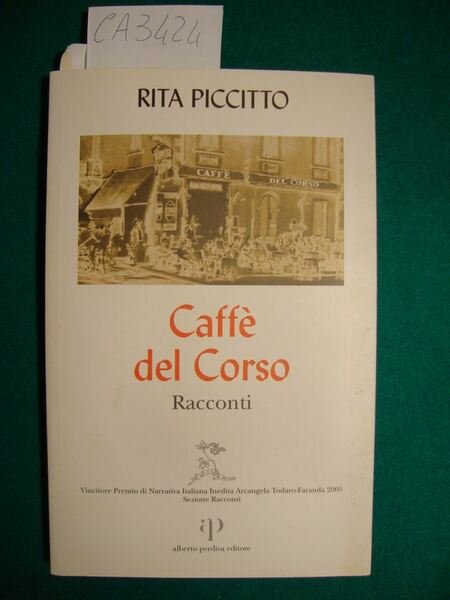 CA3424
RITA PICCITTO
CAFFÈ
DEL CORSO
Caffè
del Corso
Racconti
Vincitore Premio di Narrativa Italiana Inedita Arcangela Todaro-Faranda 2005
Sezione Racconti
ap
alberto perdisa editore